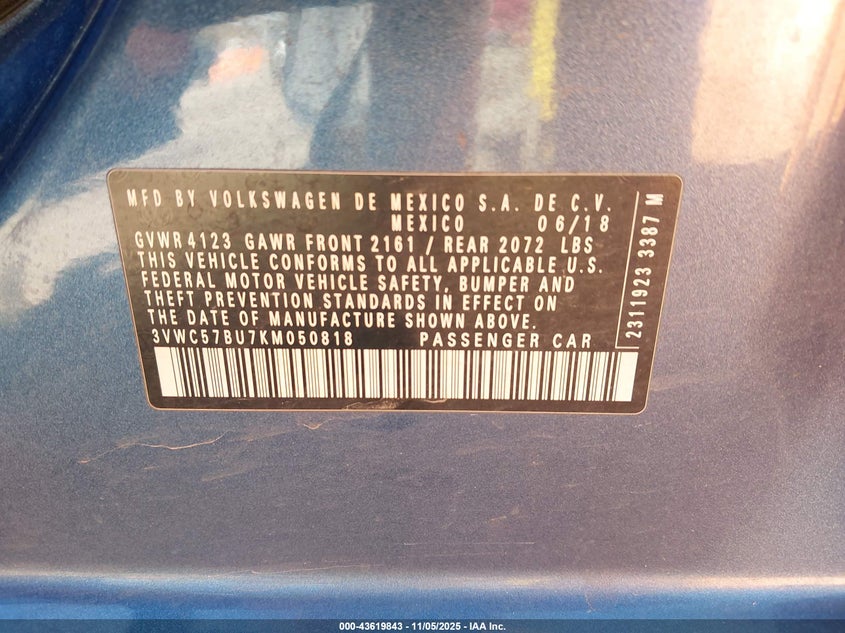 MFD BY VOLKSWAGEN DE MEXICO S.A. DE C.V.
MEXICO 06/18
GVWR 4123 GAWR FRONT 2161 / REAR 2072 LBS
THIS VEHICLE CONFORMS TO ALL APPLICABLE U.S.
FEDERAL MOTOR VEHICLE SAFETY, BUMPER AND
THEFT PREVENTION STANDARDS IN EFFECT ON
THE DATE OF MANUFACTURE SHOWN ABOVE.
3VWC57BU7KM050818 PASSENGER CAR
2311923 3387 M
000-43619843 - 11/05/2025 - IAA Inc.